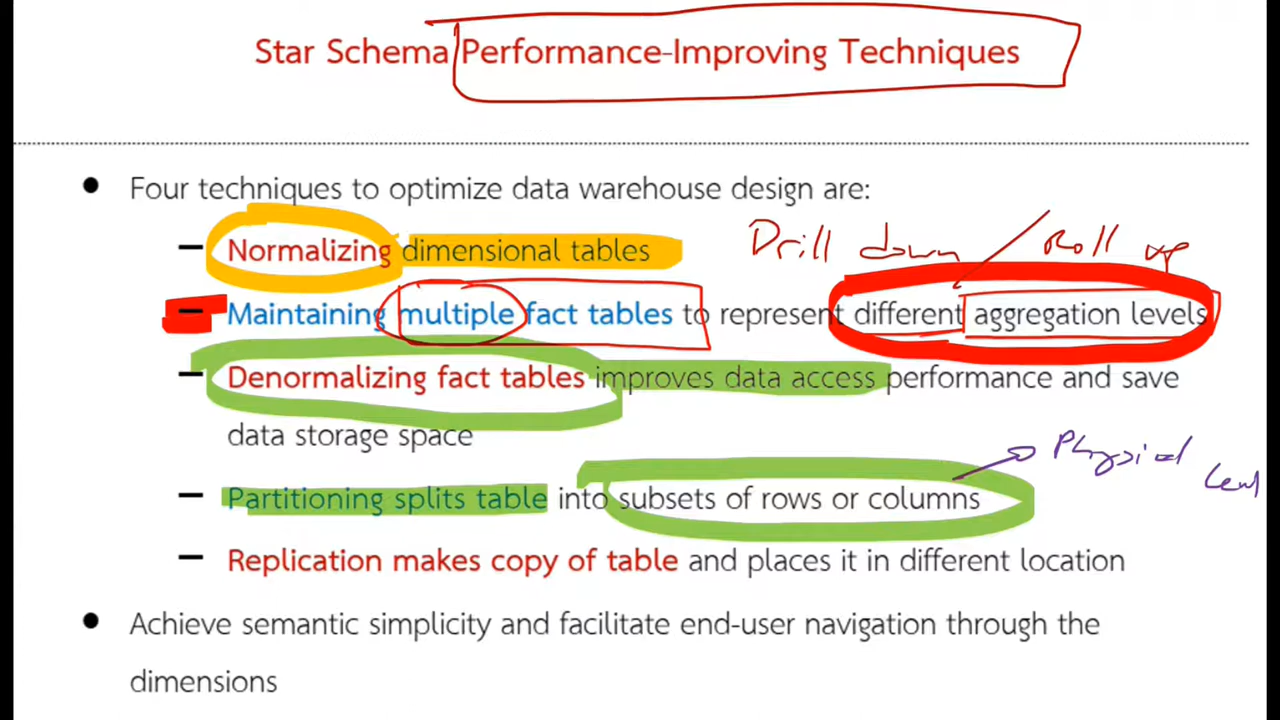 Star Schema Performance-Improving Techniques
• Four techniques to optimize data warehouse design are:
– Normalizing dimensional tables
Drill down / Roll up
– Maintaining multiple fact tables to represent different aggregation levels
– Denormalizing fact tables improves data access performance and save
data storage space
Physical
– Partitioning splits table into subsets of rows or columns
– Replication makes copy of table and places it in different location
• Achieve semantic simplicity and facilitate end-user navigation through the
dimensions